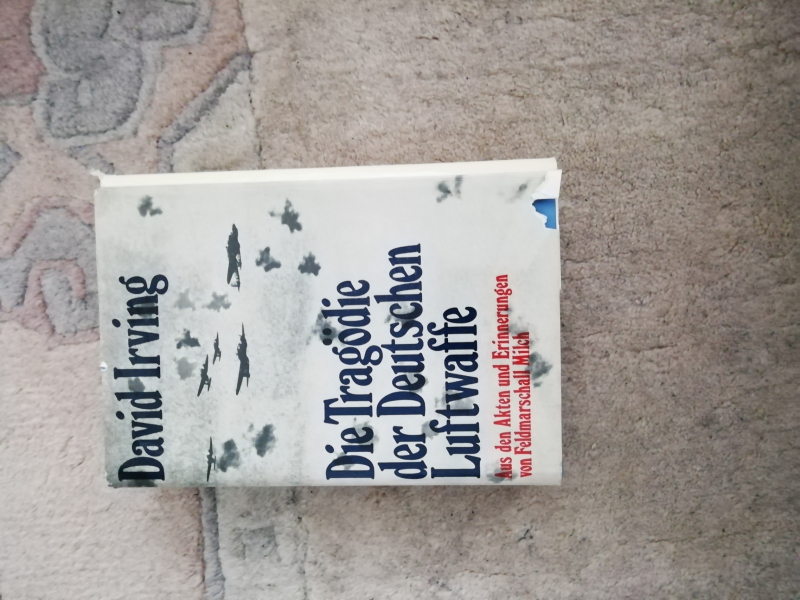 David Irving
Die Tragödie
der Deutschen
Luftwaffe
Aus den Akten und Erinnerungen
von Feldmarschall Milch